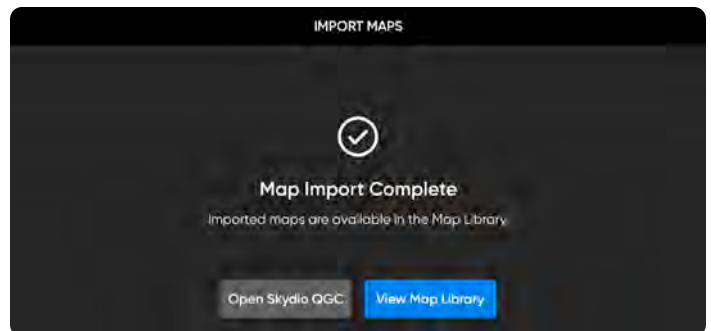 IMPORT MAPS
Map Import Complete
Imported maps are available in the Map Library.
Open Skydio QGC
View Map Library